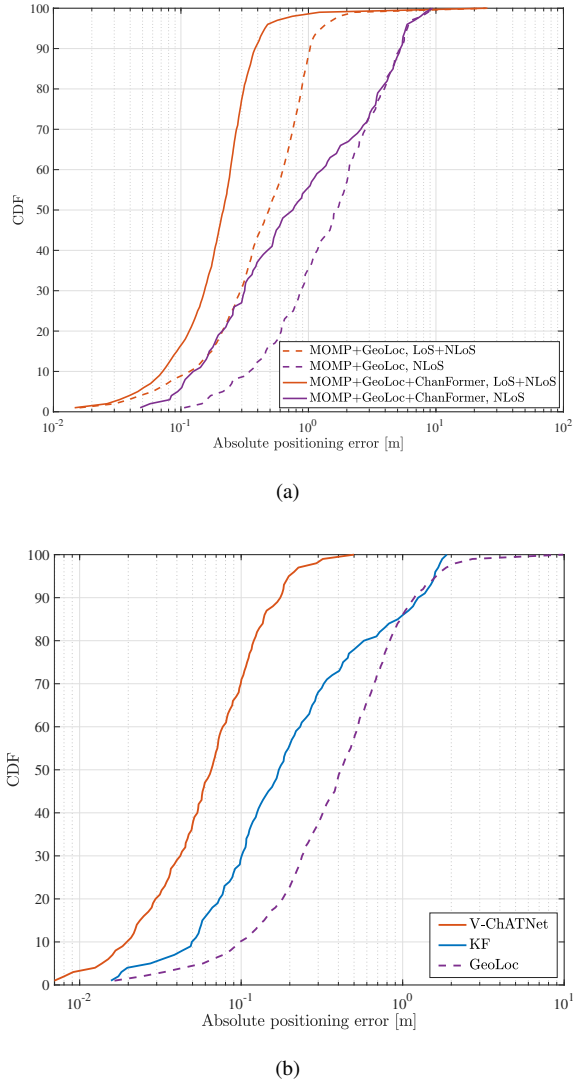 100
90
80
70
60
50
40
30
20
10
0
CDF
MOMP+GeoLoc, LoS+NLoS
MOMP+GeoLoc, NLoS
MOMP+GeoLoc+ChanFormer, LoS+NLoS
MOMP+GeoLoc+ChanFormer, NLoS
10^-2 10^-1 10^0 10^1 10^2
Absolute positioning error [m]
(a)
100
90
80
70
60
50
40
30
20
10
0
CDF
V-ChATNet
KF
GeoLoc
10^-2 10^-1 10^0 10^1
Absolute positioning error [m]
(b)